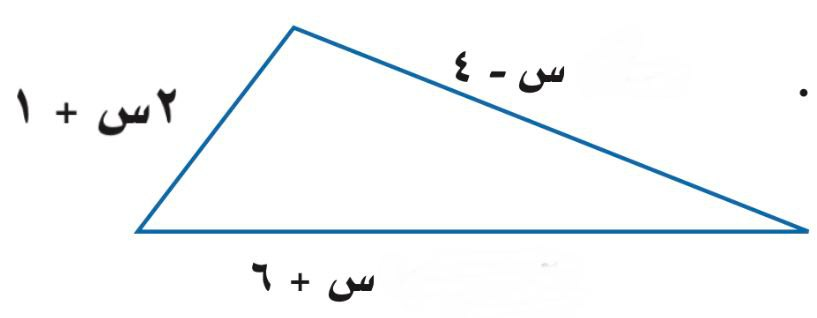 س - ٤
٢س + ١
س + ٦